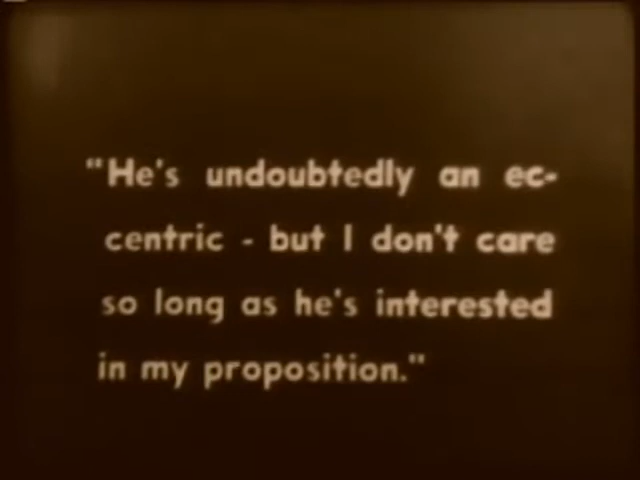 "He's undoubtedly an ec-
centric - but I don't care
so long as he's interested
in my proposition."